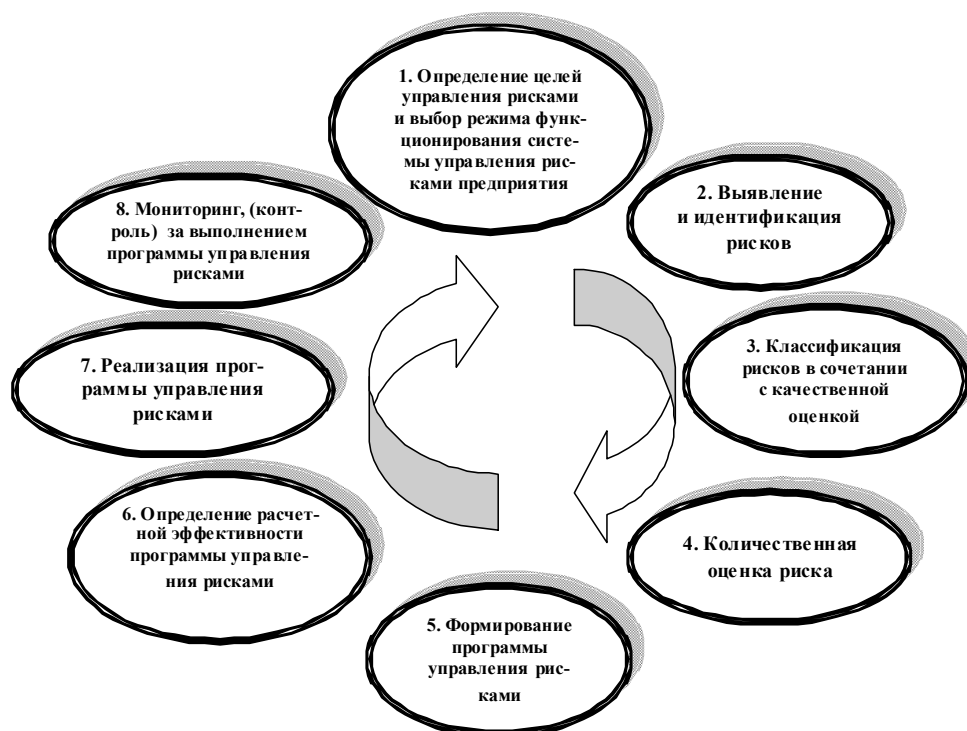 1. Определение целей
управления рисками
и выбор режима функ-
ционирования систе-
мы управления рис-
ками предприятия
2. Выявление
и идентификация
рисков
3. Классификация
рисков в сочетании
с качественной
оценкой
4. Количественная
оценка риска
5. Формирование
программы
управления рис-
ками
6. Определение расчет-
ной эффективности
программы управле-
ния рисками
7. Реализация прог-
раммы управления
рисками
8. Мониторинг, (конт-
роль) за выполнением
программы управления
рисками